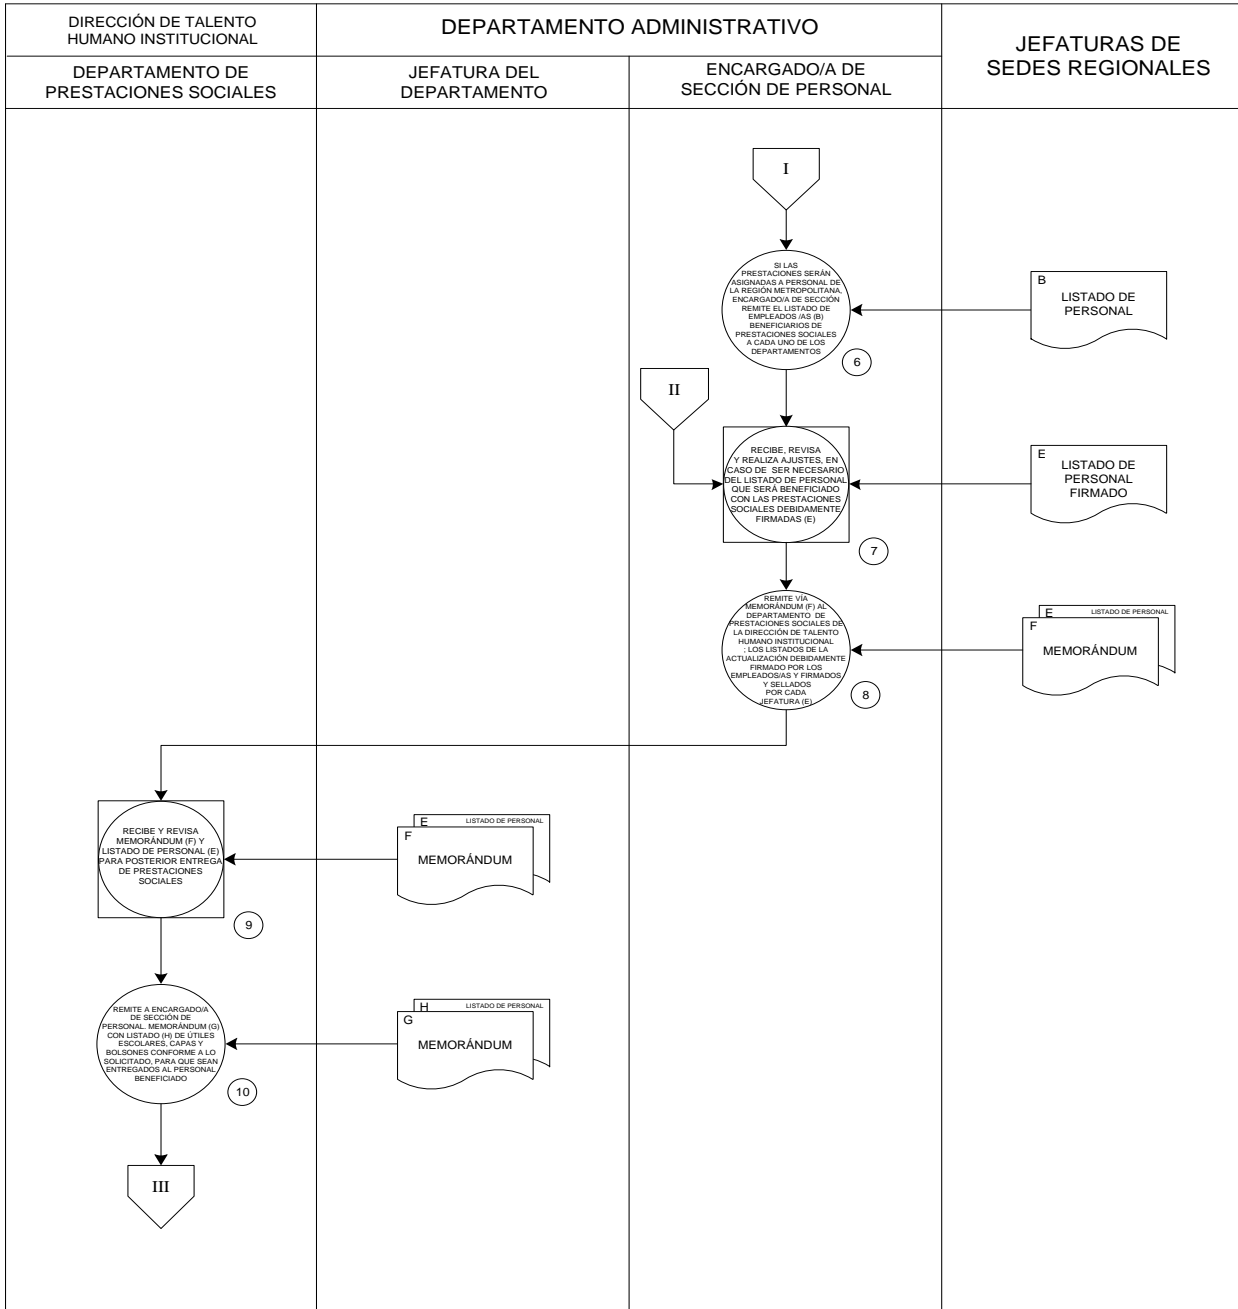 DIRECCIÓN DE TALENTO
HUMANO INSTITUCIONAL
DEPARTAMENTO ADMINISTRATIVO
JEFATURAS DE
SEDES REGIONALES
DEPARTAMENTO DE
PRESTACIONES SOCIALES
JEFATURA DEL
DEPARTAMENTO
ENCARGADO/A DE
SECCIÓN DE PERSONAL
I
SI LAS
PRESTACIONES SERÁN
ASIGNADAS A PERSONAL DE
LA REGIÓN METROPOLITANA,
ENCARGADO/A DE SECCIÓN
REMITE EL LISTADO DE
EMPLEADOS /AS (B)
BENEFICIARIOS DE
PRESTACIONES SOCIALES
A CADA UNO DE LOS
DEPARTAMENTOS
6
B
LISTADO DE
PERSONAL
II
RECIBE, REVISA
Y REALIZA AJUSTES, EN
CASO DE SER NECESARIO
DEL LISTADO DE PERSONAL
QUE SERÁ BENEFICIADO
CON LAS PRESTACIONES
SOCIALES DEBIDAMENTE
FIRMADAS (E)
7
E
LISTADO DE
PERSONAL
FIRMADO
REMITE VÍA
MEMORÁNDUM (F) AL
DEPARTAMENTO DE
PRESTACIONES SOCIALES DE
LA DIRECCIÓN DE TALENTO
HUMANO INSTITUCIONAL
; LOS LISTADOS DE LA
ACTUALIZACIÓN DEBIDAMENTE
FIRMADO POR LOS
EMPLEADOS/AS Y FIRMADOS
Y SELLADOS
POR CADA
JEFATURA (E)
8
E LISTADO DE PERSONAL
F
MEMORÁNDUM
RECIBE Y REVISA
MEMORÁNDUM (F) Y
LISTADO DE PERSONAL (E)
PARA POSTERIOR ENTREGA
DE PRESTACIONES
SOCIALES
9
E LISTADO DE PERSONAL
F
MEMORÁNDUM
REMITE A ENCARGADO/A
DE SECCIÓN DE
PERSONAL. MEMORÁNDUM (G)
CON LISTADO (H) DE ÚTILES
ESCOLARES, CAPAS Y
BOLSONES CONFORME A LO
SOLICITADO, PARA QUE SEAN
ENTREGADOS AL PERSONAL
BENEFICIADO
10
H LISTADO DE PERSONAL
G
MEMORÁNDUM
III